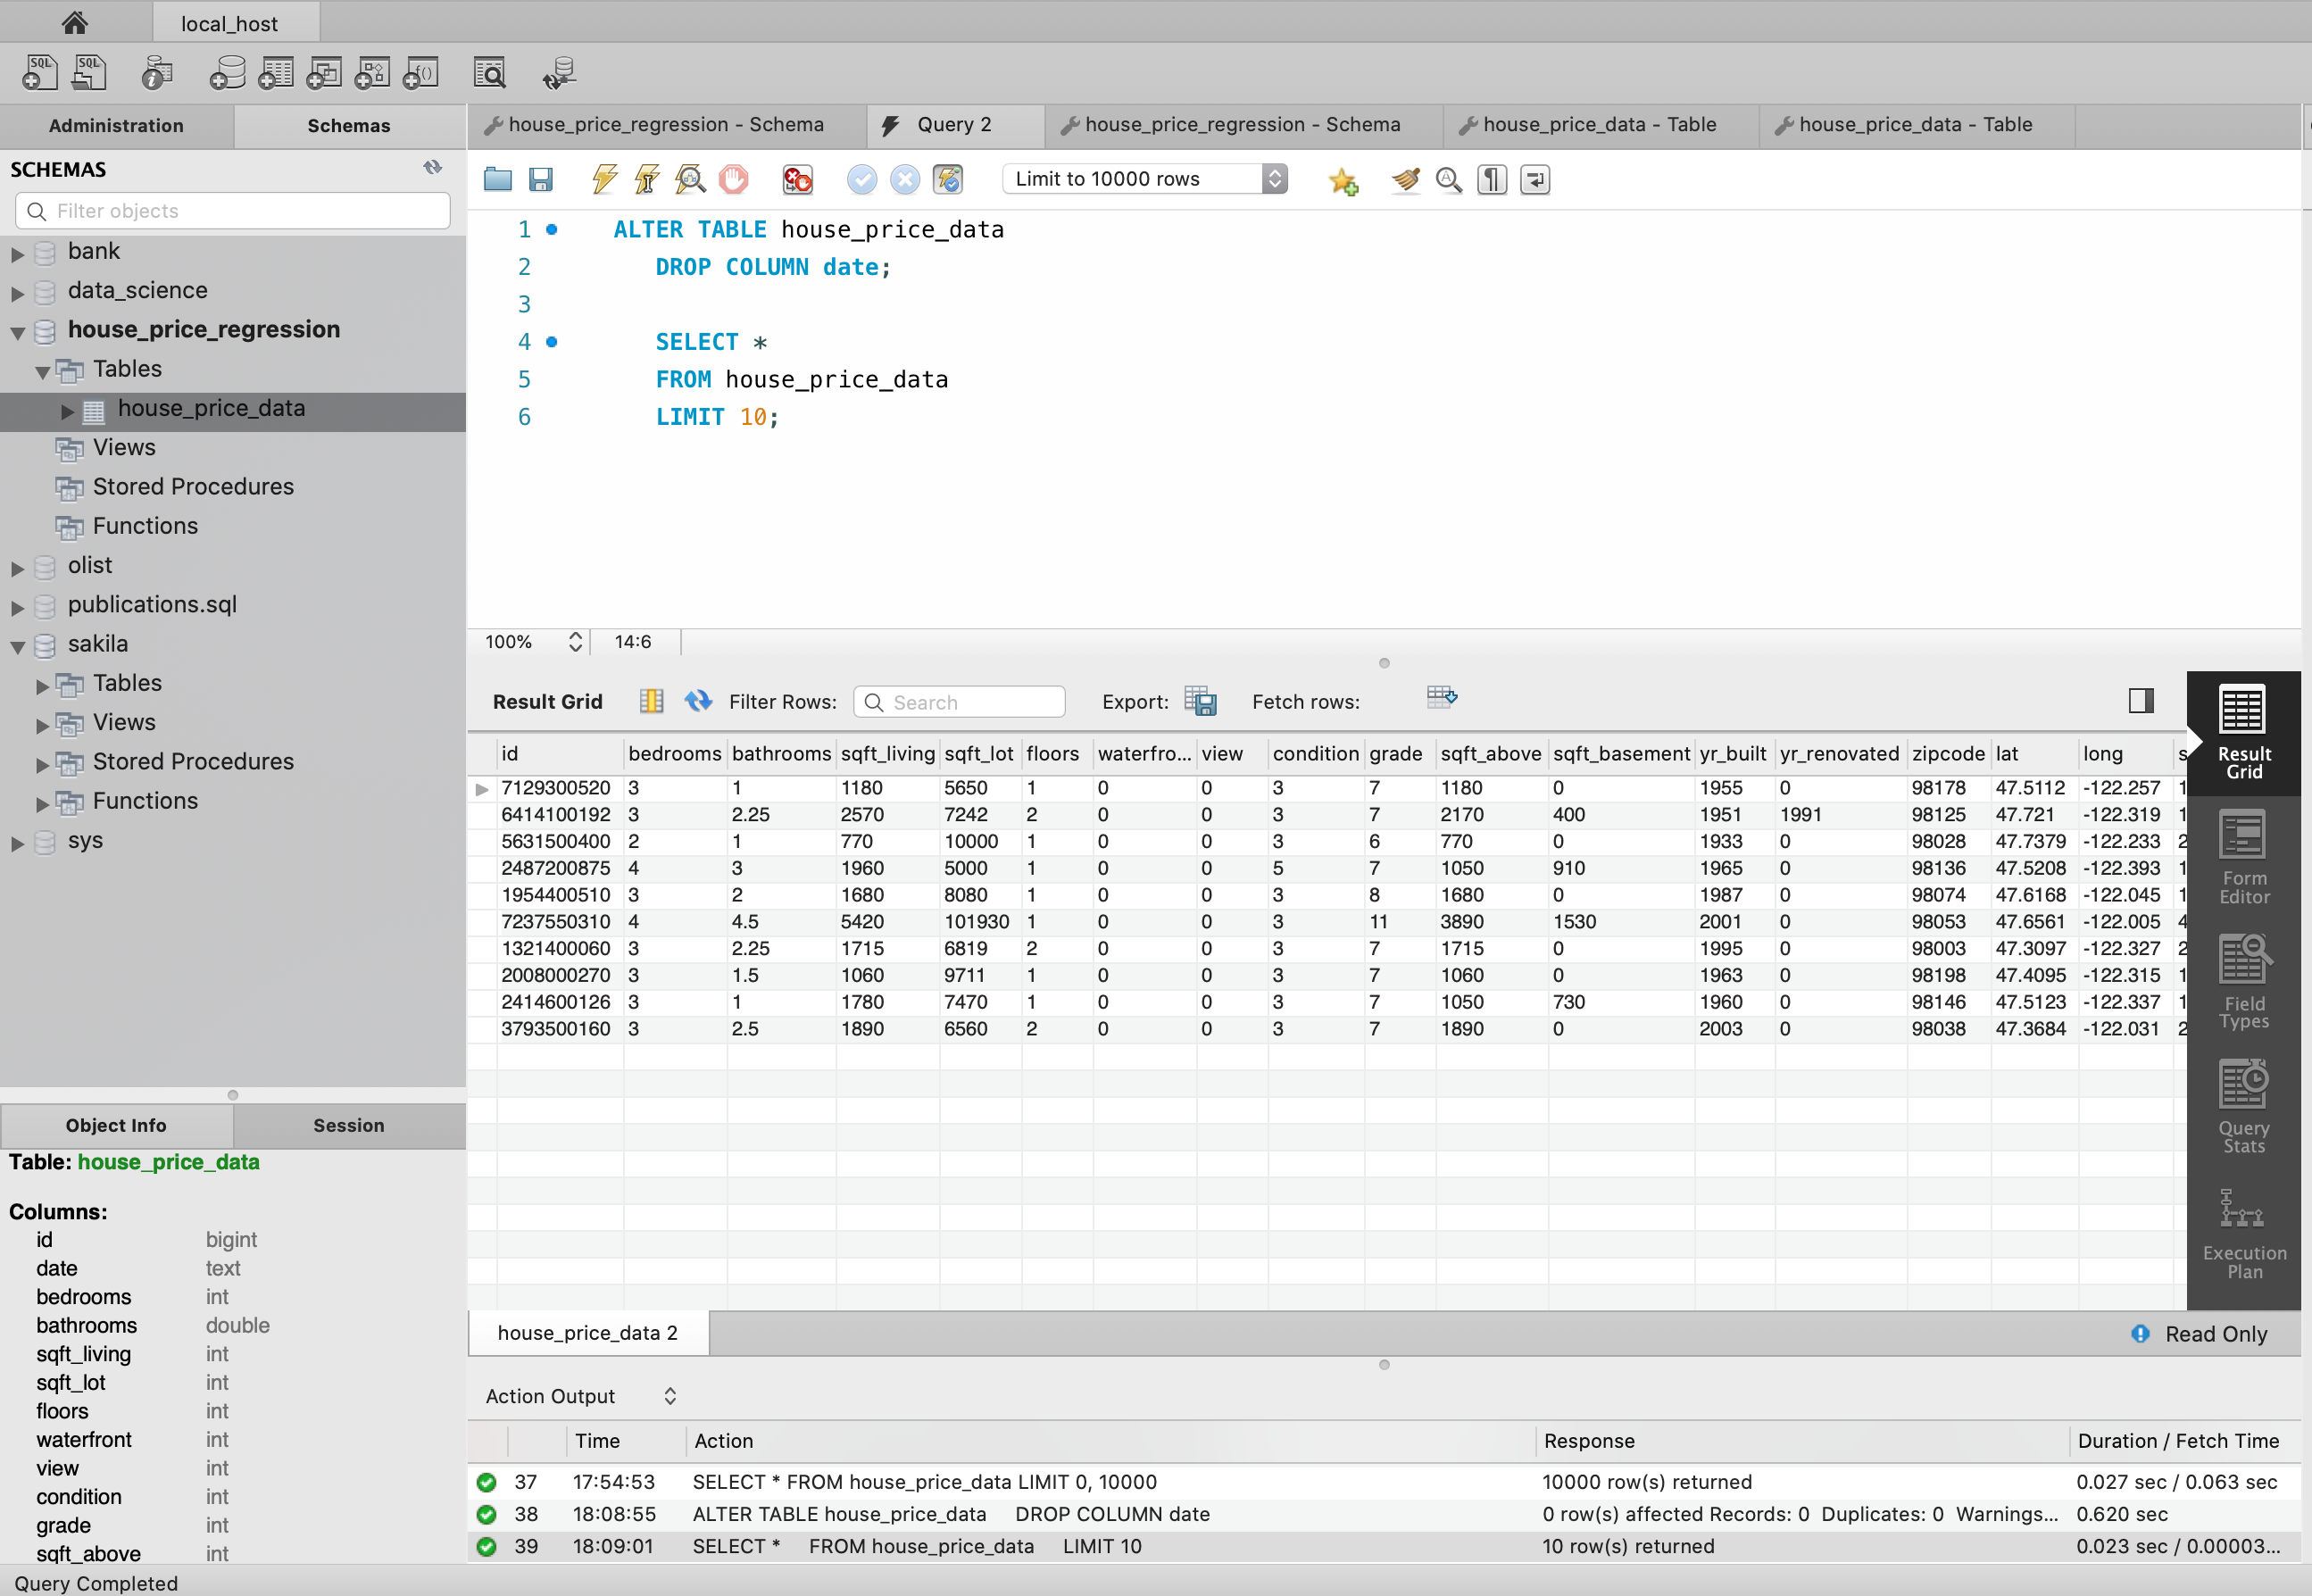 local_host
Administration Schemas house_price_regression - Schema Query 2 house_price_regression - Schema house_price_data - Table house_price_data - Table
SCHEMAS
Filter objects
bank
data_science
house_price_regression
Tables
house_price_data
Views
Stored Procedures
Functions
olist
publications.sql
sakila
Tables
Views
Stored Procedures
Functions
sys
Object Info Session
Table: house_price_data
Columns:
id bigint
date text
bedrooms int
bathrooms double
sqft_living int
sqft_lot int
floors int
waterfront int
view int
condition int
grade int
sqft_above int
Limit to 10000 rows
1 ALTER TABLE house_price_data
2 DROP COLUMN date;
3
4 SELECT *
5 FROM house_price_data
6 LIMIT 10;
100% 14:6
Result Grid Filter Rows: Search Export: Fetch rows:
id bedrooms bathrooms sqft_living sqft_lot floors waterfro... view condition grade sqft_above sqft_basement yr_built yr_renovated zipcode lat long s
7129300520 3 1 1180 5650 1 0 0 3 7 1180 0 1955 0 98178 47.5112 -122.257 1
6414100192 3 2.25 2570 7242 2 0 0 3 7 2170 400 1951 1991 98125 47.721 -122.319 1
5631500400 2 1 770 10000 1 0 0 3 6 770 0 1933 0 98028 47.7379 -122.233 2
2487200875 4 3 1960 5000 1 0 0 5 7 1050 910 1965 0 98136 47.5208 -122.393 1
1954400510 3 2 1680 8080 1 0 0 3 8 1680 0 1987 0 98074 47.6168 -122.045 1
7237550310 4 4.5 5420 101930 1 0 0 3 11 3890 1530 2001 0 98053 47.6561 -122.005 4
1321400060 3 2.25 1715 6819 2 0 0 3 7 1715 0 1995 0 98003 47.3097 -122.327 2
2008000270 3 1.5 1060 9711 1 0 0 3 7 1060 0 1963 0 98198 47.4095 -122.315 1
2414600126 3 1 1780 7470 1 0 0 3 7 1050 730 1960 0 98146 47.5123 -122.337 1
3793500160 3 2.5 1890 6560 2 0 0 3 7 1890 0 2003 0 98038 47.3684 -122.031 2
Result
Grid
Form
Editor
Field
Types
Query
Stats
Execution
Plan
house_price_data 2 Read Only
Action Output
Time Action Response Duration / Fetch Time
37 17:54:53 SELECT * FROM house_price_data LIMIT 0, 10000 10000 row(s) returned 0.027 sec / 0.063 sec
38 18:08:55 ALTER TABLE house_price_data DROP COLUMN date 0 row(s) affected Records: 0 Duplicates: 0 Warnings... 0.620 sec
39 18:09:01 SELECT * FROM house_price_data LIMIT 10 10 row(s) returned 0.023 sec / 0.00003...
Query Completed